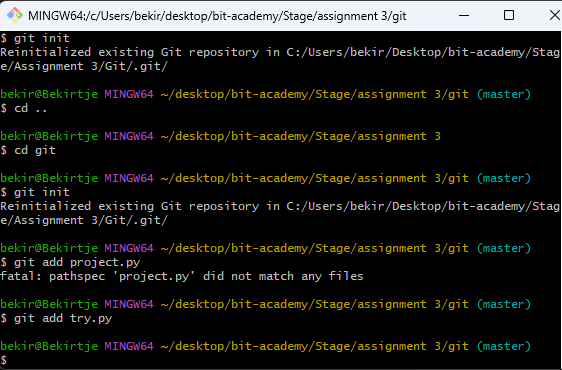 MINGW64:/c/Users/bekir/desktop/bit-academy/Stage/assignment 3/git
$ git init
Reinitialized existing Git repository in C:/Users/bekir/Desktop/bit-academy/Stag
e/Assignment 3/Git/.git/
bekir@Bekirtje MINGW64 ~/desktop/bit-academy/Stage/assignment 3/git (master)
$ cd ..
bekir@Bekirtje MINGW64 ~/desktop/bit-academy/Stage/assignment 3
$ cd git
bekir@Bekirtje MINGW64 ~/desktop/bit-academy/Stage/assignment 3/git (master)
$ git init
Reinitialized existing Git repository in C:/Users/bekir/Desktop/bit-academy/Stag
e/Assignment 3/Git/.git/
bekir@Bekirtje MINGW64 ~/desktop/bit-academy/Stage/assignment 3/git (master)
$ git add project.py
fatal: pathspec 'project.py' did not match any files
bekir@Bekirtje MINGW64 ~/desktop/bit-academy/Stage/assignment 3/git (master)
$ git add try.py
bekir@Bekirtje MINGW64 ~/desktop/bit-academy/Stage/assignment 3/git (master)
$